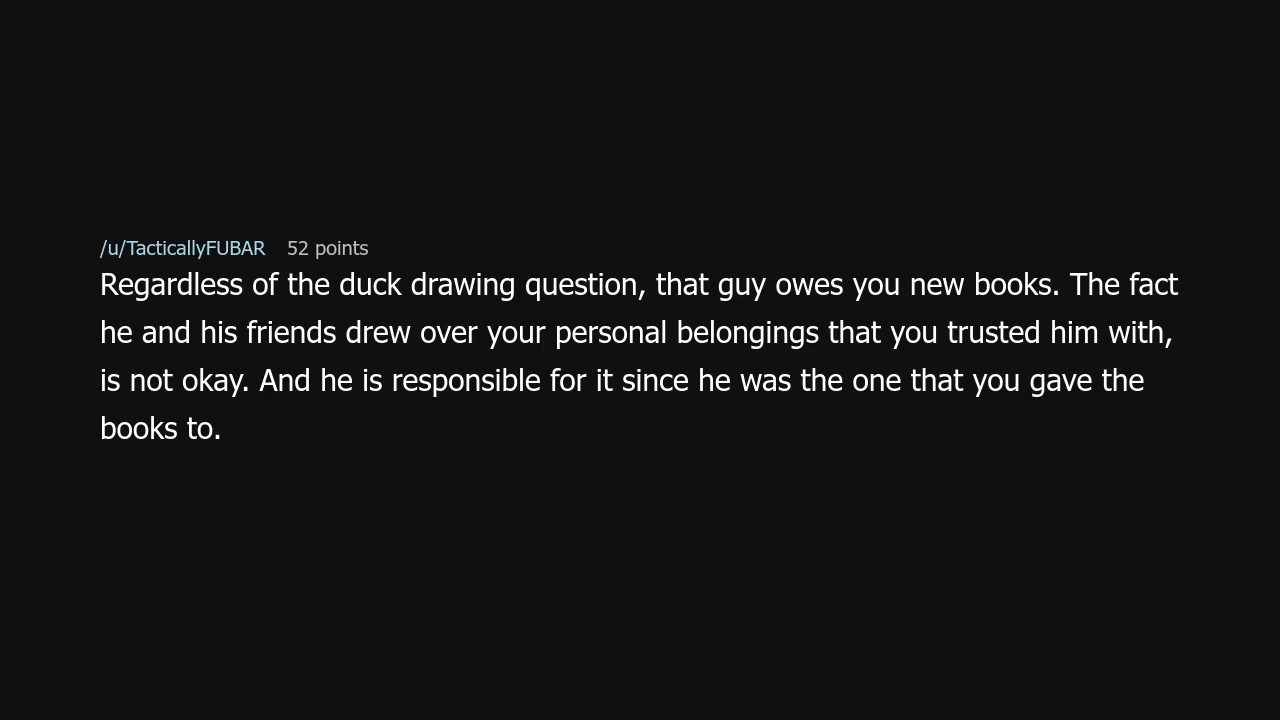 /u/TacticallyFUBAR 52 points
Regardless of the duck drawing question, that guy owes you new books. The fact
he and his friends drew over your personal belongings that you trusted him with,
is not okay. And he is responsible for it since he was the one that you gave the
books to.